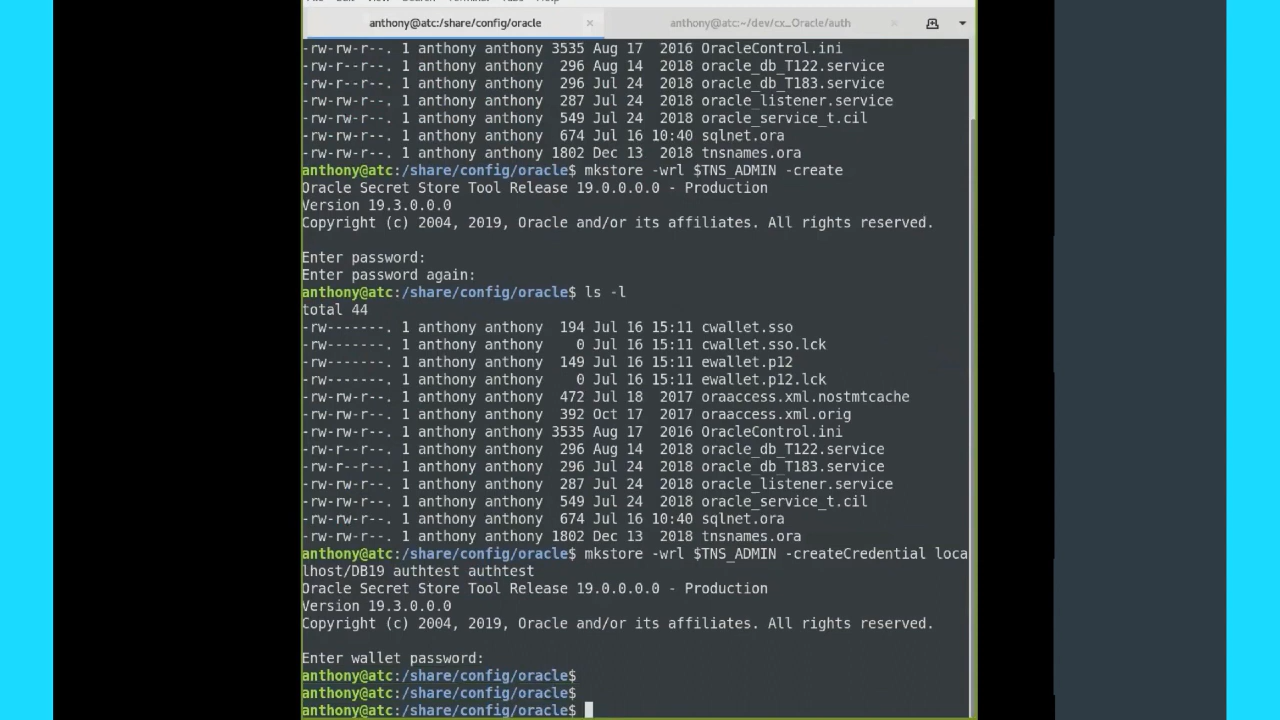 anthony@atc:/share/config/oracle × anthony@atc:~/dev/cx_Oracle/auth ×
-rw-rw-r--. 1 anthony anthony 3535 Aug 17  2016 OracleControl.ini
-rw-rw-r--. 1 anthony anthony  296 Aug 14  2018 oracle_db_T122.service
-rw-rw-r--. 1 anthony anthony  296 Jul 24  2018 oracle_db_T183.service
-rw-rw-r--. 1 anthony anthony  287 Jul 24  2018 oracle_listener.service
-rw-rw-r--. 1 anthony anthony  549 Jul 24  2018 oracle_service_t.cil
-rw-rw-r--. 1 anthony anthony  674 Jul 16 10:40 sqlnet.ora
-rw-rw-r--. 1 anthony anthony 1802 Dec 13  2018 tnsnames.ora
anthony@atc:/share/config/oracle$ mkstore -wrl $TNS_ADMIN -create
Oracle Secret Store Tool Release 19.0.0.0.0 - Production
Version 19.3.0.0.0
Copyright (c) 2004, 2019, Oracle and/or its affiliates. All rights reserved.
Enter password:
Enter password again:
anthony@atc:/share/config/oracle$ ls -l
total 44
-rw-------. 1 anthony anthony  194 Jul 16 15:11 cwallet.sso
-rw-------. 1 anthony anthony    0 Jul 16 15:11 cwallet.sso.lck
-rw-------. 1 anthony anthony  149 Jul 16 15:11 ewallet.p12
-rw-------. 1 anthony anthony    0 Jul 16 15:11 ewallet.p12.lck
-rw-rw-r--. 1 anthony anthony  472 Jul 18  2017 oraaccess.xml.nostmtcache
-rw-rw-r--. 1 anthony anthony  392 Oct 17  2017 oraaccess.xml.orig
-rw-rw-r--. 1 anthony anthony 3535 Aug 17  2016 OracleControl.ini
-rw-rw-r--. 1 anthony anthony  296 Aug 14  2018 oracle_db_T122.service
-rw-rw-r--. 1 anthony anthony  296 Jul 24  2018 oracle_db_T183.service
-rw-rw-r--. 1 anthony anthony  287 Jul 24  2018 oracle_listener.service
-rw-rw-r--. 1 anthony anthony  549 Jul 24  2018 oracle_service_t.cil
-rw-rw-r--. 1 anthony anthony  674 Jul 16 10:40 sqlnet.ora
-rw-rw-r--. 1 anthony anthony 1802 Dec 13  2018 tnsnames.ora
anthony@atc:/share/config/oracle$ mkstore -wrl $TNS_ADMIN -createCredential loca
lhost/DB19 authtest authtest
Oracle Secret Store Tool Release 19.0.0.0.0 - Production
Version 19.3.0.0.0
Copyright (c) 2004, 2019, Oracle and/or its affiliates. All rights reserved.
Enter wallet password:
anthony@atc:/share/config/oracle$
anthony@atc:/share/config/oracle$
anthony@atc:/share/config/oracle$